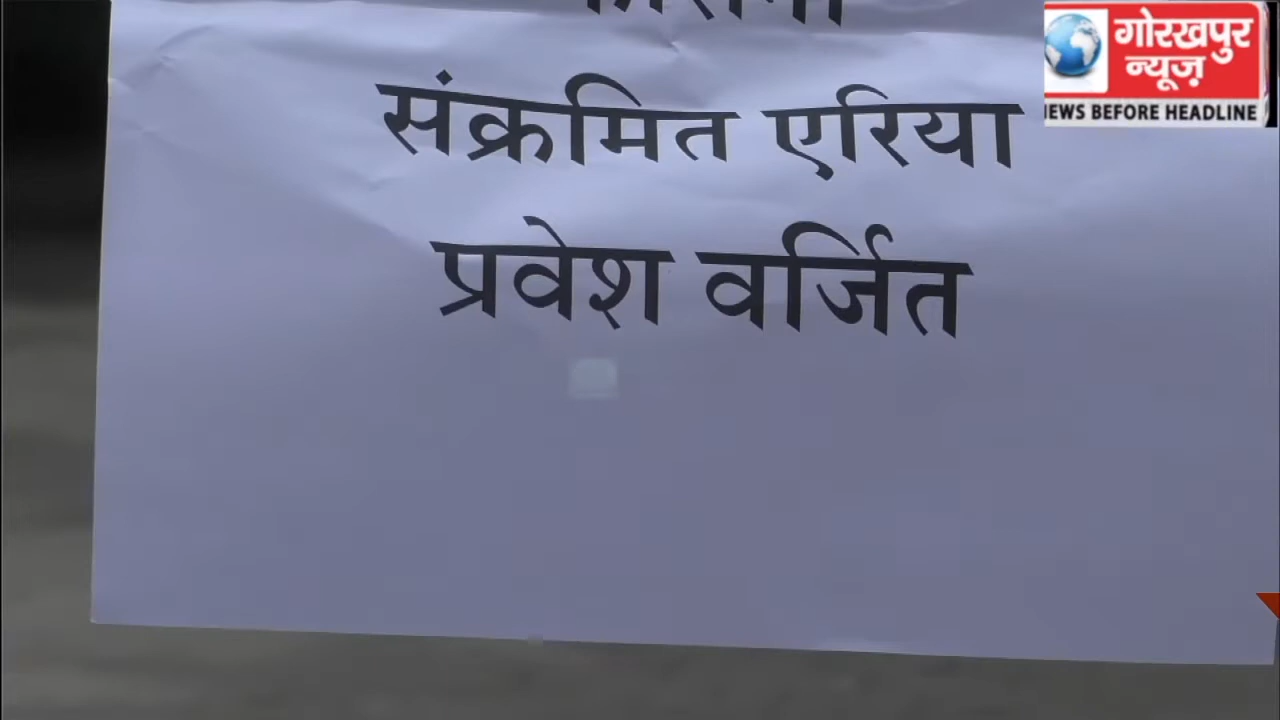 संक्रमित एरिया
प्रवेश वर्जित
गोरखपुर
न्यूज़
NEWS BEFORE HEADLINE